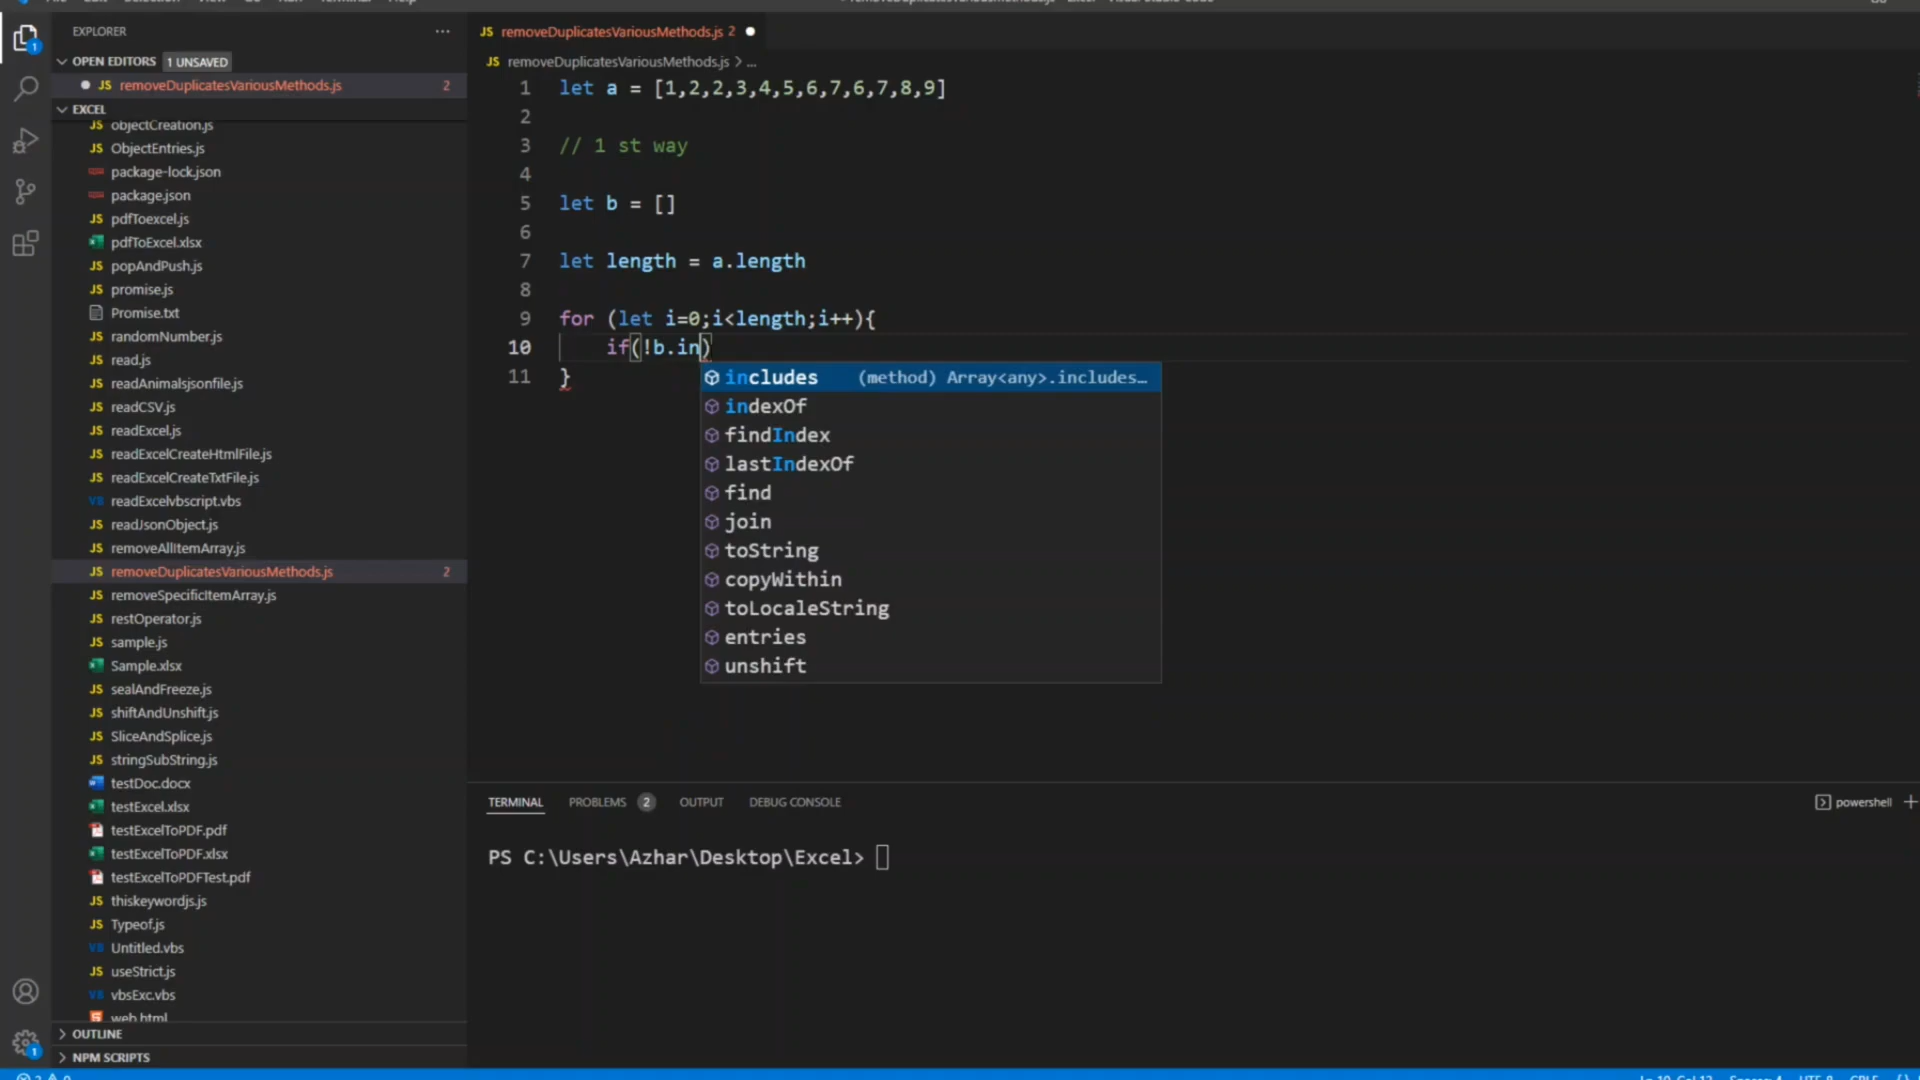 EXPLORER
OPEN EDITORS 1 UNSAVED
JS removeDuplicatesVariousMethods.js 2
EXCEL
JS objectCreation.js
JS ObjectEntries.js
package-lock.json
package.json
JS pdfToexcel.js
pdfToExcel.xlsx
JS popAndPush.js
JS promise.js
Promise.txt
JS randomNumber.js
JS read.js
JS readAnimalsjsonfile.js
JS readCSV.js
JS readExcel.js
JS readExcelCreateHtmlFile.js
JS readExcelCreateTxtFile.js
VB readExcelvbscript.vbs
JS readJsonObject.js
JS removeAllItemArray.js
JS removeDuplicatesVariousMethods.js 2
JS removeSpecificItemArray.js
JS restOperator.js
JS sample.js
Sample.xlsx
JS sealAndFreeze.js
JS shiftAndUnshift.js
JS SliceAndSplice.js
JS stringSubString.js
testDoc.docx
testExcel.xlsx
testExcelToPDF.pdf
testExcelToPDF.xlsx
testExcelToPDFTest.pdf
JS thiskeywordjs.js
JS Typeof.js
VB Untitled.vbs
JS useStrict.js
VB vbsExc.vbs
web.html
OUTLINE
NPM SCRIPTS
1
1
JS removeDuplicatesVariousMethods.js 2
JS removeDuplicatesVariousMethods.js > ...
1 let a = [1,2,2,3,4,5,6,7,6,7,8,9]
2
3 // 1 st way
4
5 let b = []
6
7 let length = a.length
8
9 for (let i=0;i<length;i++){
10 if(!b.in)
11 }
includes (method) Array<any>.includes…
indexOf
findIndex
lastIndexOf
find
join
toString
copyWithin
toLocaleString
entries
unshift
TERMINAL PROBLEMS 2 OUTPUT DEBUG CONSOLE powershell
PS C:\Users\Azhar\Desktop\Excel>